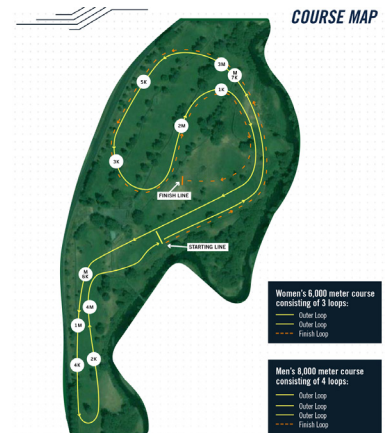 COURSE MAP
3M
M
7K
5K
1K
2M
3K
FINISH LINE
STARTING LINE
M
6K
4M
1M
4K
2K
Women's 6,000 meter course
consisting of 3 loops:
Outer Loop
Outer Loop
Finish Loop
Men's 8,000 meter course
consisting of 4 loops:
Outer Loop
Outer Loop
Outer Loop
Finish Loop